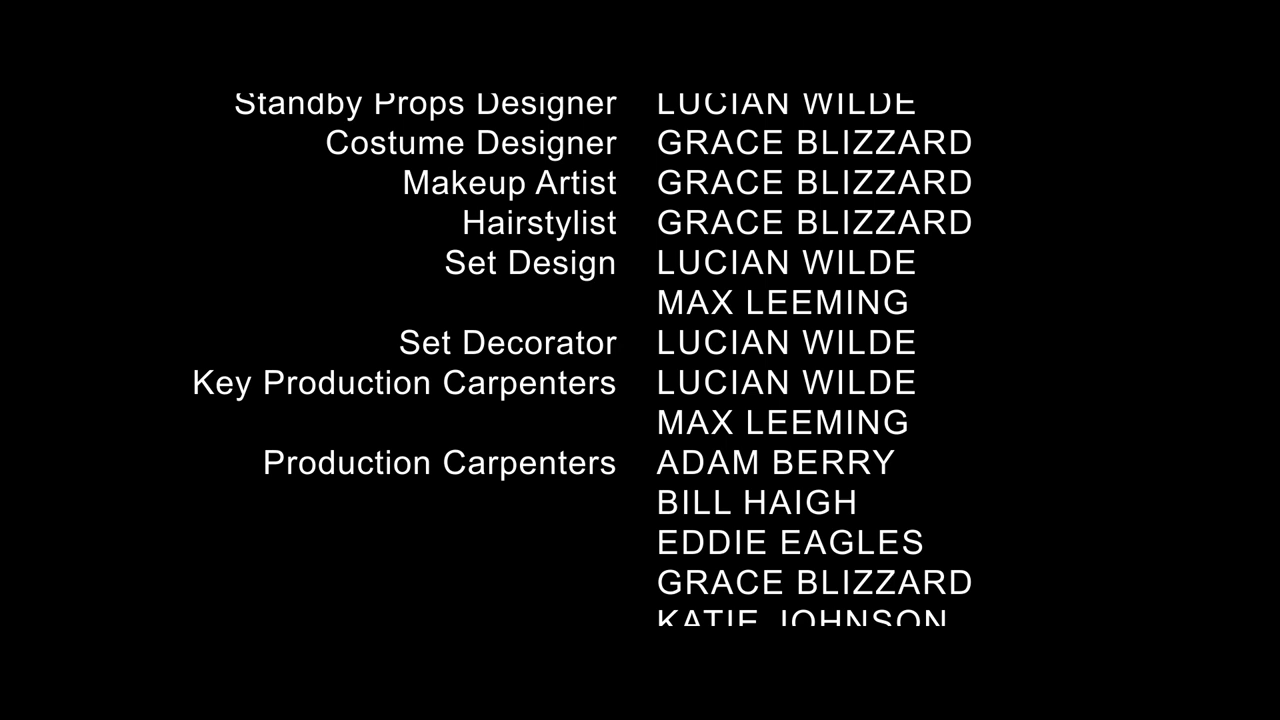 Standby Props Designer LUCIAN WILDE
Costume Designer GRACE BLIZZARD
Makeup Artist GRACE BLIZZARD
Hairstylist GRACE BLIZZARD
Set Design LUCIAN WILDE
MAX LEEMING
Set Decorator LUCIAN WILDE
Key Production Carpenters LUCIAN WILDE
MAX LEEMING
Production Carpenters ADAM BERRY
BILL HAIGH
EDDIE EAGLES
GRACE BLIZZARD
KATIE JOHNSON